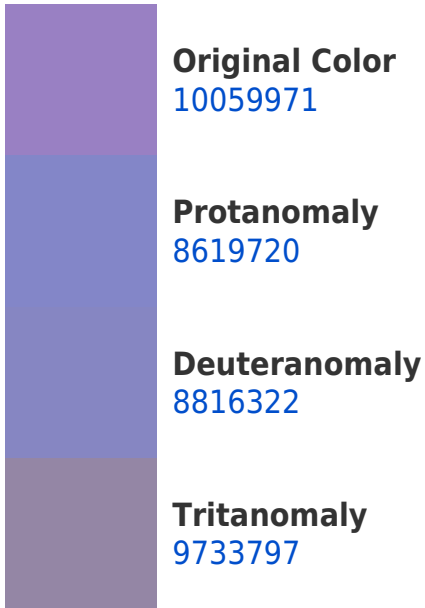 Original Color
10059971
Protanomaly
8619720
Deuteranomaly
8816322
Tritanomaly
9733797